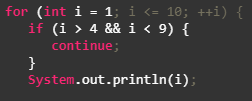 for (int i = 1; i <= 10; ++i) {
if (i > 4 && i < 9) {
continue;
}
System.out.println(i);